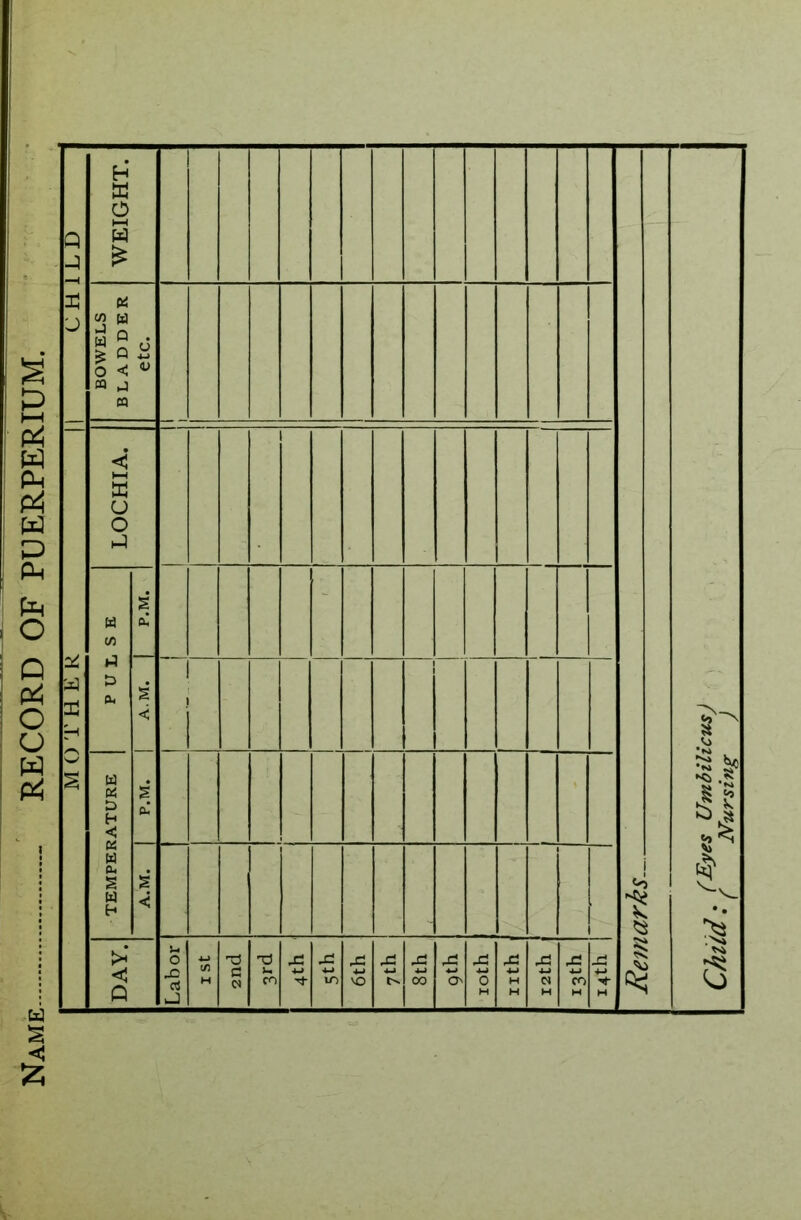 NAME........................ RECORD OF PUERPERIUM.
MOTHER CHILD
DAY. TEMPERATURE PULSE LOCHIA. BOWELS BLADDER etc. WEIGHT.
A.M. P.M. A.M. P.M.
Labor
1st
2nd
3rd
4th
5th
6th
7th
8th
9th
10th
11th
12th
13th
14th
Remarks
Child: (Eyes Umbilicus)
( Nursing )